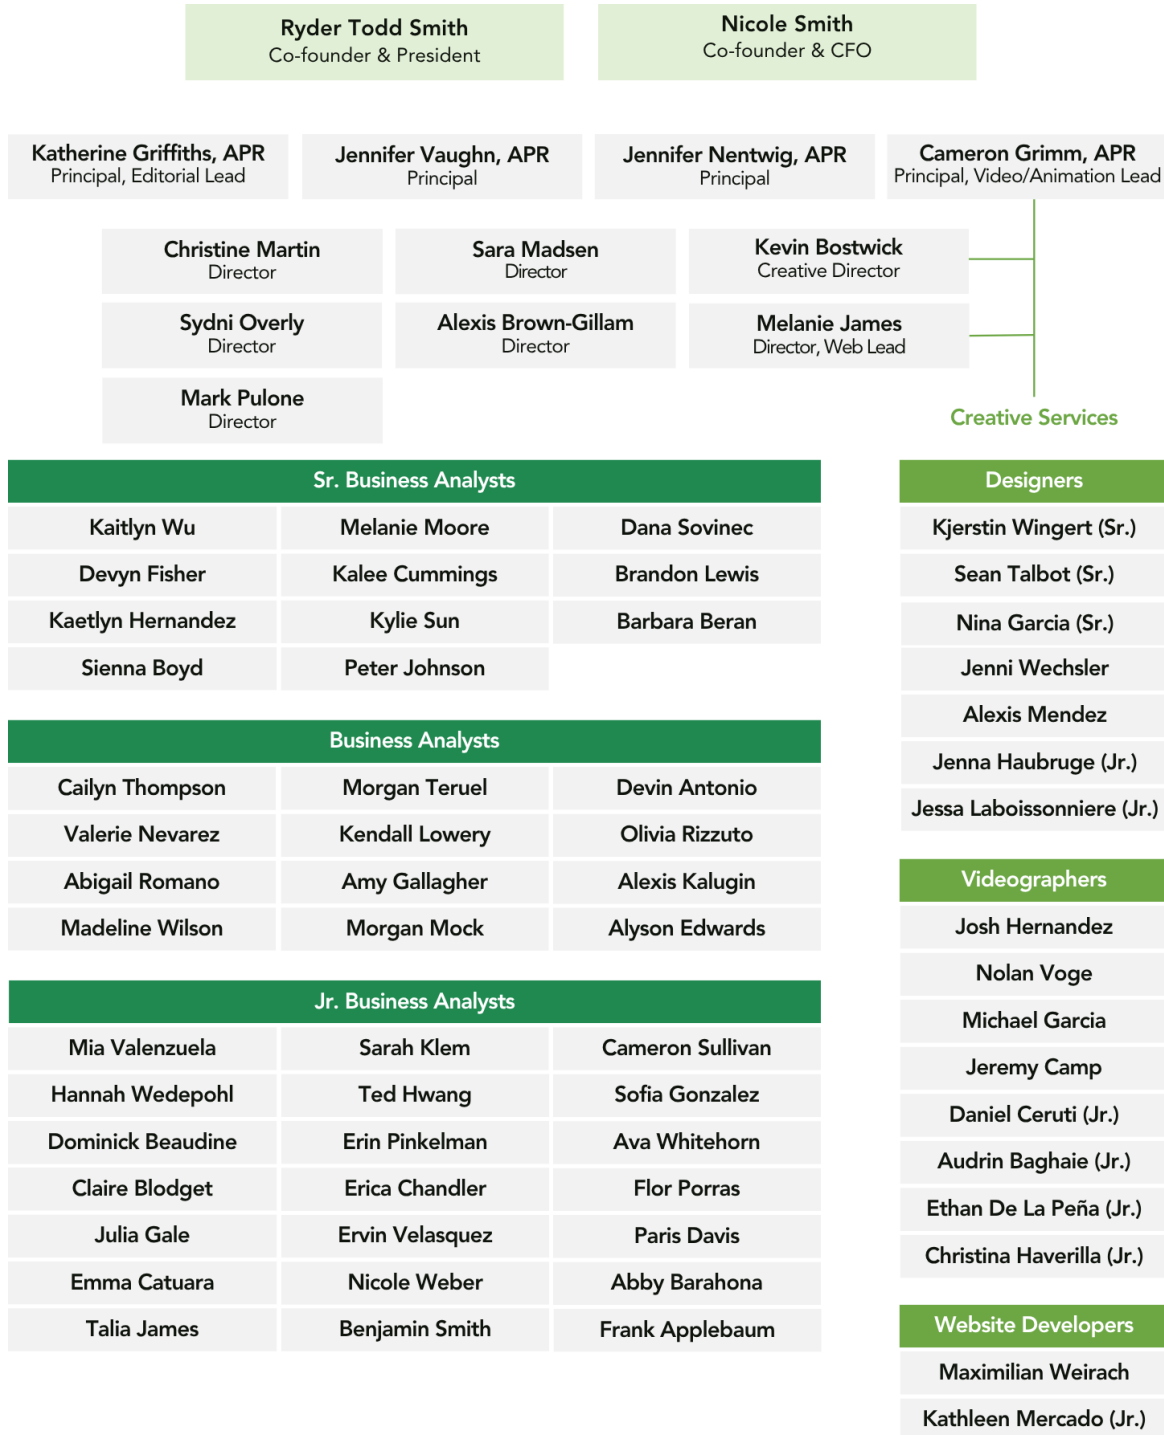 Ryder Todd Smith
Co-founder & President
Nicole Smith
Co-founder & CFO
Katherine Griffiths, APR
Principal, Editorial Lead
Jennifer Vaughn, APR
Principal
Jennifer Nentwig, APR
Principal
Cameron Grimm, APR
Principal, Video/Animation Lead
Christine Martin
Director
Sara Madsen
Director
Kevin Bostwick
Creative Director
Sydni Overly
Director
Alexis Brown-Gillam
Director
Melanie James
Director, Web Lead
Mark Pulone
Director
Creative Services
Sr. Business Analysts
Kaitlyn Wu
Melanie Moore
Dana Sovinec
Devyn Fisher
Kalee Cummings
Brandon Lewis
Kaetlyn Hernandez
Kylie Sun
Barbara Beran
Sienna Boyd
Peter Johnson
Business Analysts
Cailyn Thompson
Morgan Teruel
Devin Antonio
Valerie Nevarez
Kendall Lowery
Olivia Rizzuto
Abigail Romano
Amy Gallagher
Alexis Kalugin
Madeline Wilson
Morgan Mock
Alyson Edwards
Jr. Business Analysts
Mia Valenzuela
Sarah Klem
Cameron Sullivan
Hannah Wedepohl
Ted Hwang
Sofia Gonzalez
Dominick Beaudine
Erin Pinkelman
Ava Whitehorn
Claire Blodget
Erica Chandler
Flor Porras
Julia Gale
Ervin Velasquez
Paris Davis
Emma Catuara
Nicole Weber
Abby Barahona
Talia James
Benjamin Smith
Frank Applebaum
Designers
Kjerstin Wingert (Sr.)
Sean Talbot (Sr.)
Nina Garcia (Sr.)
Jenni Wechsler
Alexis Mendez
Jenna Haubruge (Jr.)
Jessa Laboissonniere (Jr.)
Videographers
Josh Hernandez
Nolan Voge
Michael Garcia
Jeremy Camp
Daniel Ceruti (Jr.)
Audrin Baghaie (Jr.)
Ethan De La Peña (Jr.)
Christina Haverilla (Jr.)
Website Developers
Maximilian Weirach
Kathleen Mercado (Jr.)